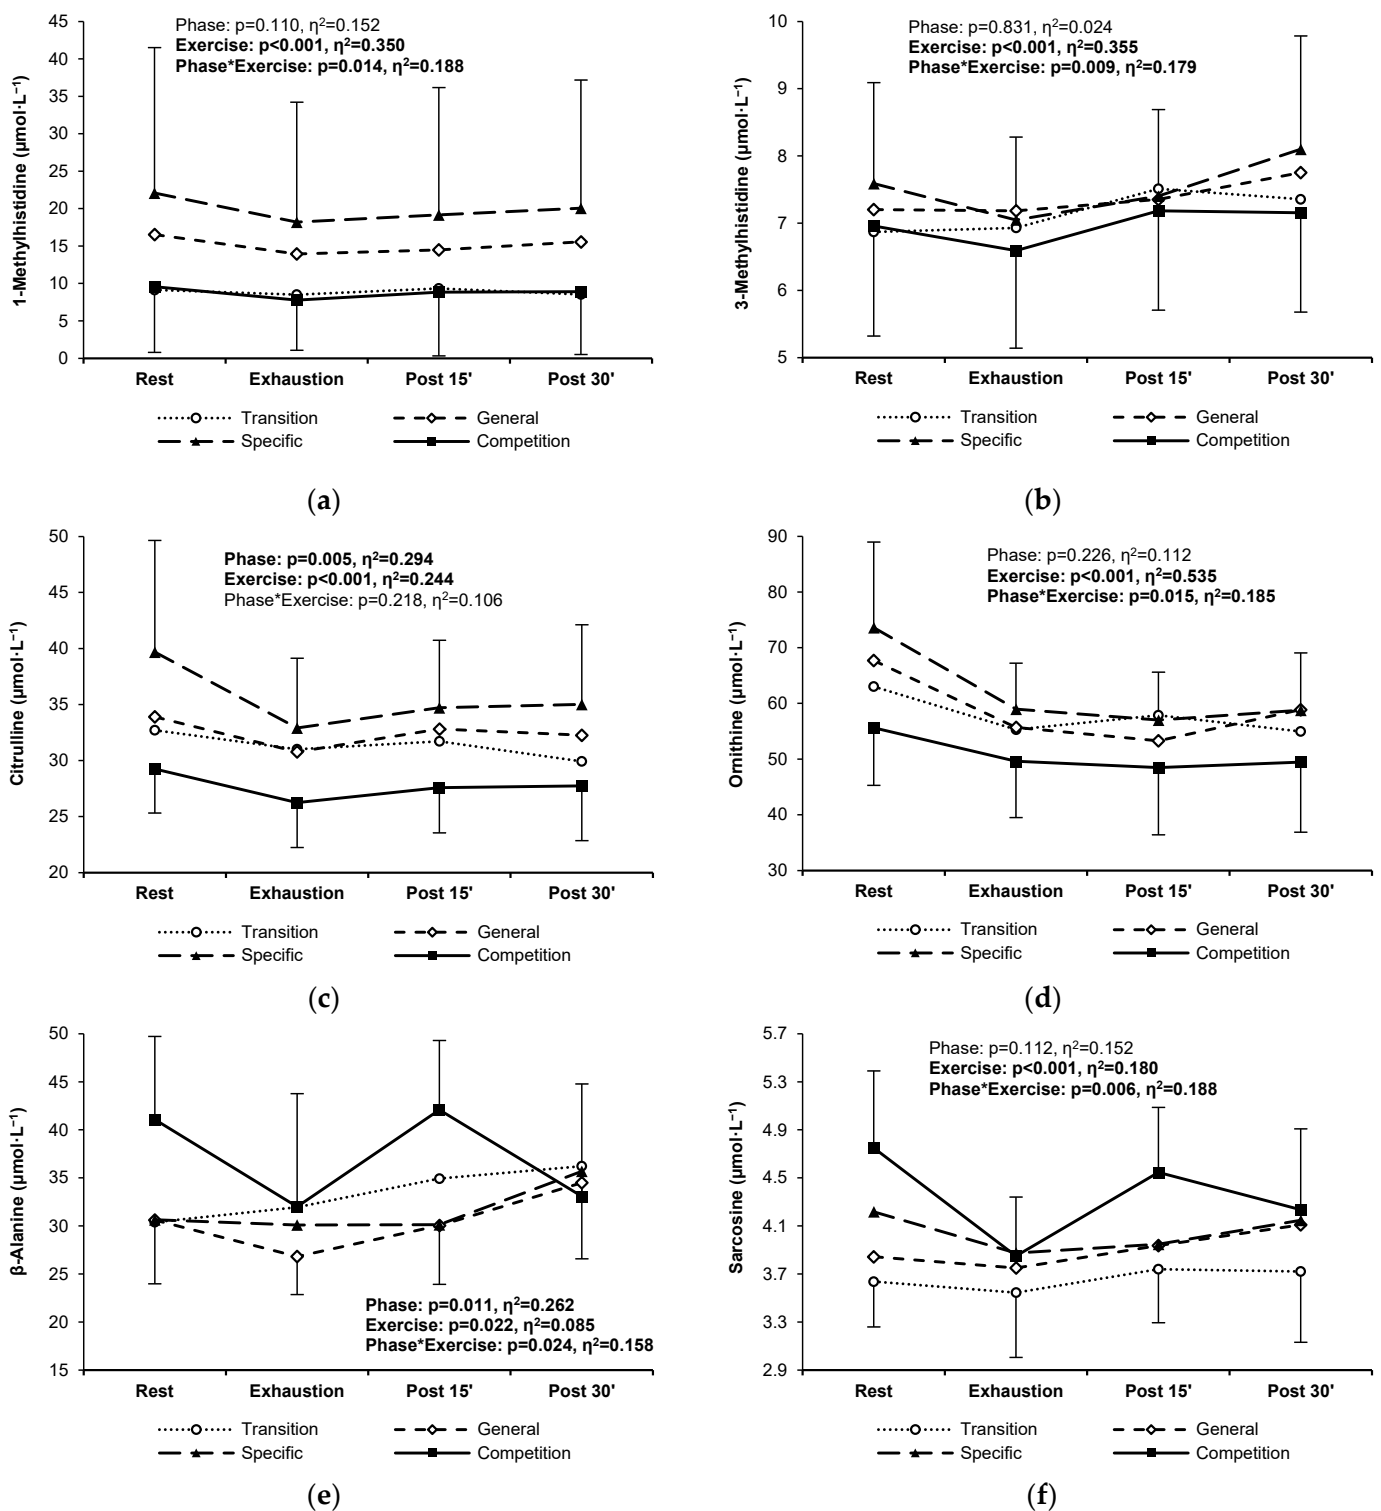 Phase: p=0.110, η²=0.152
Exercise: p<0.001, η²=0.350
Phase*Exercise: p=0.014, η²=0.188
1-Methylhistidine (µmol·L⁻¹)
45
40
35
30
25
20
15
10
5
0
Rest Exhaustion Post 15' Post 30'
Transition General
Specific Competition
(a)
Phase: p=0.831, η²=0.024
Exercise: p<0.001, η²=0.355
Phase*Exercise: p=0.009, η²=0.179
3-Methylhistidine (µmol·L⁻¹)
10
9
8
7
6
5
Rest Exhaustion Post 15' Post 30'
Transition General
Specific Competition
(b)
Phase: p=0.005, η²=0.294
Exercise: p<0.001, η²=0.244
Phase*Exercise: p=0.218, η²=0.106
Citrulline (µmol·L⁻¹)
50
45
40
35
30
25
20
Rest Exhaustion Post 15' Post 30'
Transition General
Specific Competition
(c)
Phase: p=0.226, η²=0.112
Exercise: p<0.001, η²=0.535
Phase*Exercise: p=0.015, η²=0.185
Ornithine (µmol·L⁻¹)
90
80
70
60
50
40
30
Rest Exhaustion Post 15' Post 30'
Transition General
Specific Competition
(d)
β-Alanine (µmol·L⁻¹)
50
45
40
35
30
25
20
15
Phase: p=0.011, η²=0.262
Exercise: p=0.022, η²=0.085
Phase*Exercise: p=0.024, η²=0.158
Rest Exhaustion Post 15' Post 30'
Transition General
Specific Competition
(e)
Phase: p=0.112, η²=0.152
Exercise: p<0.001, η²=0.180
Phase*Exercise: p=0.006, η²=0.188
Sarcosine (µmol·L⁻¹)
5.7
5.3
4.9
4.5
4.1
3.7
3.3
2.9
Rest Exhaustion Post 15' Post 30'
Transition General
Specific Competition
(f)